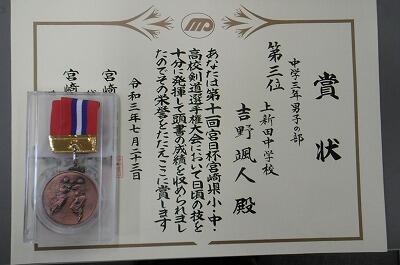 賞状
中学三年男子の部
第三位 上新田中学校
吉野颯人殿
あなたは第十一回宮日杯宮崎県小・中・
高校剣道選手権大会において日頃の技を
十分に発揮して頭書の成績を収められまし
たのでその栄誉をたたえここに賞します
令和三年七月二十三日
宮崎
宮崎